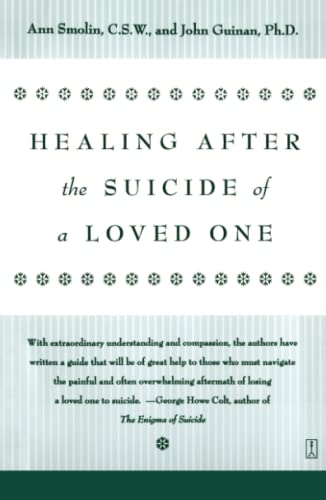 Ann Smolin, C.S.W., and John Guinan, Ph.D.
HEALING AFTER
the SUICIDE of
a LOVED ONE
With extraordinary understanding and compassion, the authors have
written a guide that will be of great help to those who must navigate
the painful and often overwhelming aftermath of losing
a loved one to suicide. —George Howe Colt, author of
The Enigma of Suicide